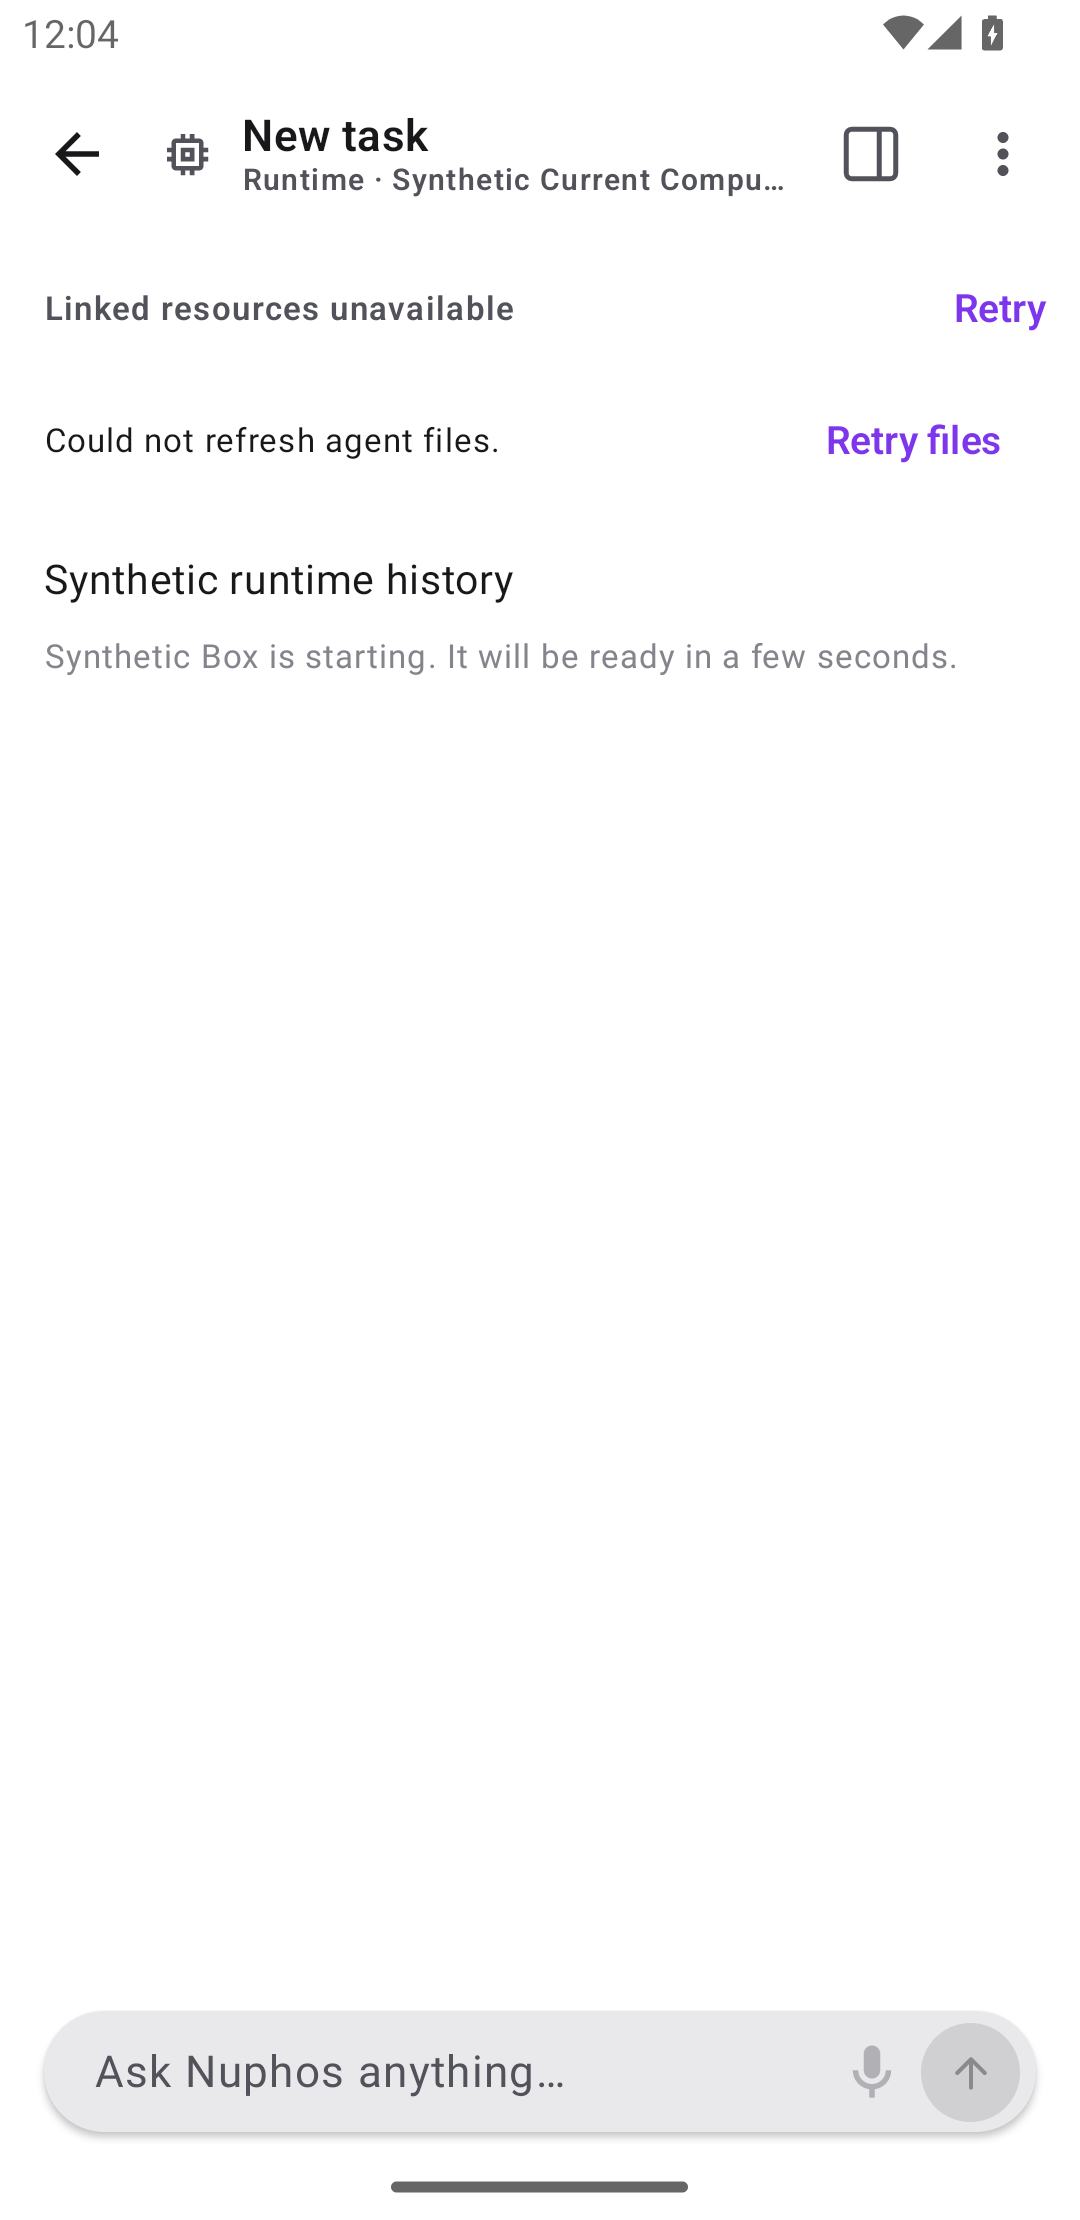 12:04
New task
Runtime · Synthetic Current Compu…
Linked resources unavailable
Retry
Could not refresh agent files.
Retry files
Synthetic runtime history
Synthetic Box is starting. It will be ready in a few seconds.
Ask Nuphos anything…